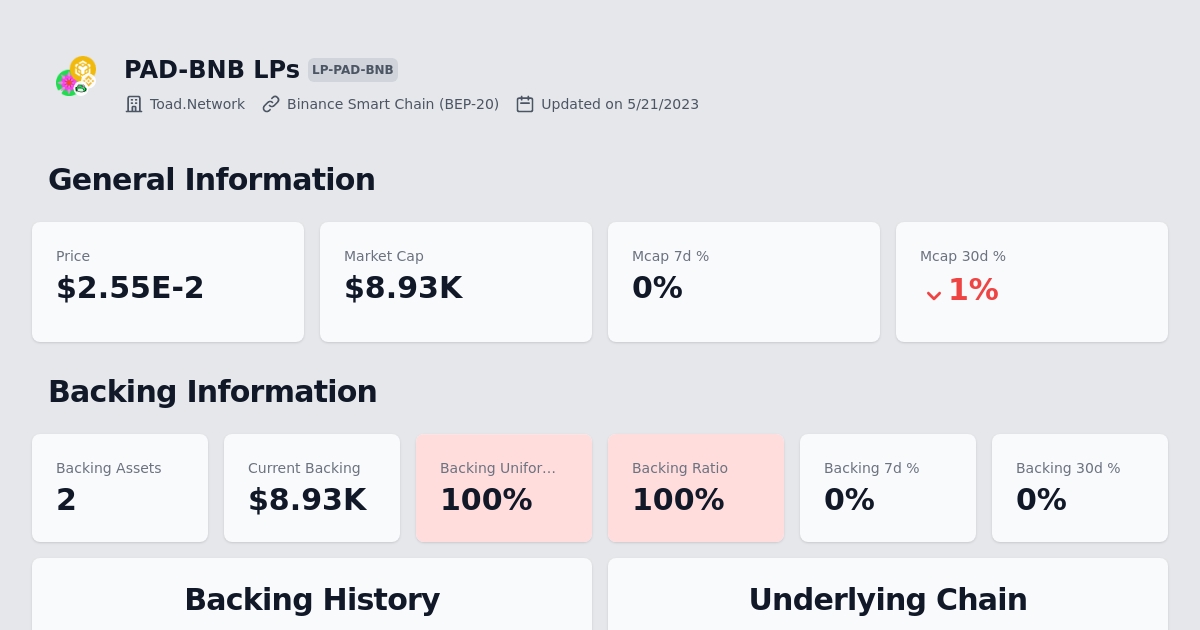 PAD-BNB LPs LP-PAD-BNB
Toad.Network Binance Smart Chain (BEP-20) Updated on 5/21/2023
General Information
Price Market Cap Mcap 7d % Mcap 30d %
$2.55E-2 $8.93K 0% 1%
Backing Information
Backing Assets Current Backing Backing Unifor… Backing Ratio Backing 7d % Backing 30d %
2 $8.93K 100% 100% 0% 0%
Backing History Underlying Chain